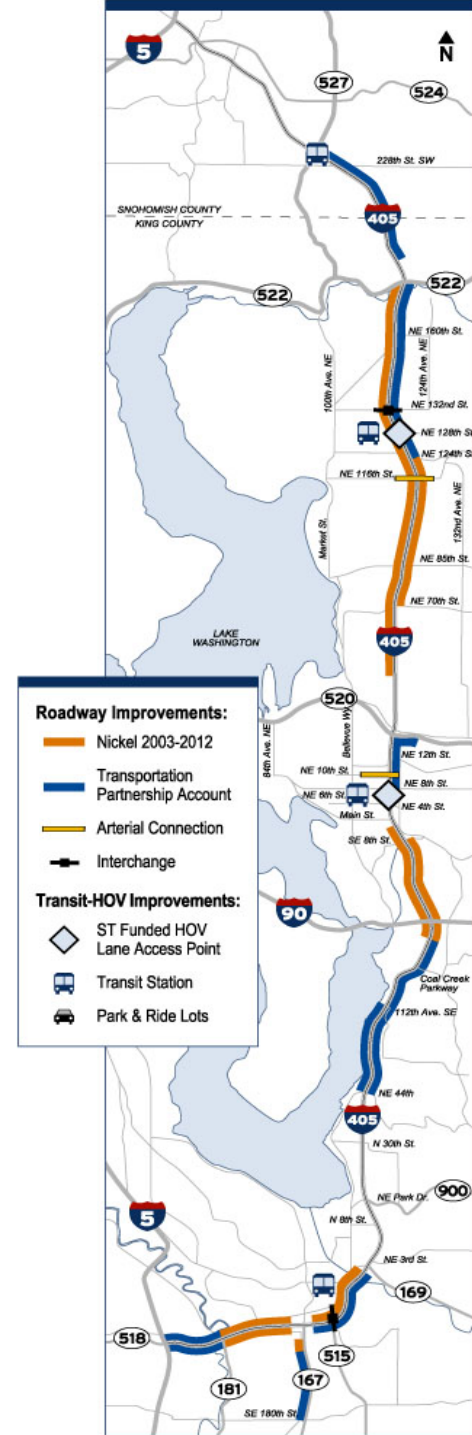 5
N
527
524
228th St. SW
SNOHOMISH COUNTY
KING COUNTY
405
522
522
NE 160th St.
100th Ave. NE
124th Ave. NE
NE 132nd St.
NE 128th St.
NE 124th St.
NE 116th St.
Market St.
132nd Ave. NE
NE 85th St.
NE 70th St.
LAKE
WASHINGTON
405
520
84th Ave. NE
Bellevue Wy.
NE 12th St.
NE 10th St.
NE 8th St.
NE 6th St.
NE 4th St.
Main St.
SE 8th St.
Roadway Improvements:
Nickel 2003-2012
Transportation
Partnership Account
Arterial Connection
Interchange
Transit-HOV Improvements:
ST Funded HOV
Lane Access Point
Transit Station
Park & Ride Lots
90
Coal Creek
Parkway
112th Ave. SE
NE 44th
405
N 30th St.
NE Park Dr.
900
5
N 8th St.
NE 3rd St.
169
518
515
181
167
SE 180th St.